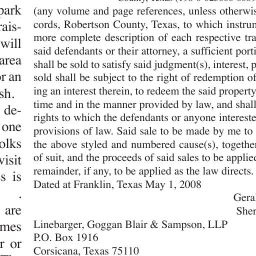 park
rais-
will
area
or an
sh.
de-
one
olks
visit
s is
.
are
mes
r or
(any volume and page references, unless otherwis
cords, Robertson County, Texas, to which instrum
more complete description of each respective tra
said defendants or their attorney, a sufficient porti
shall be sold to satisfy said judgment(s), interest, p
sold shall be subject to the right of redemption of
ing an interest therein, to redeem the said property
time and in the manner provided by law, and shall
rights to which the defendants or anyone intereste
provisions of law. Said sale to be made by me to
the above styled and numbered cause(s), together
of suit, and the proceeds of said sales to be applied
remainder, if any, to be applied as the law directs.
Dated at Franklin, Texas May 1, 2008
Gera
Sher
Linebarger, Goggan Blair & Sampson, LLP
P.O. Box 1916
Corsicana, Texas 75110